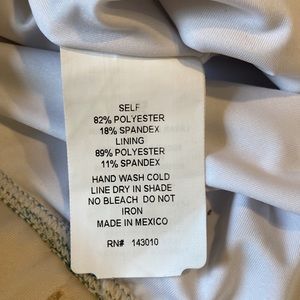 SELF
82% POLYESTER
18% SPANDEX
LINING
89% POLYESTER
11% SPANDEX
HAND WASH COLD
LINE DRY IN SHADE
NO BLEACH DO NOT
IRON
MADE IN MEXICO
RN# 143010